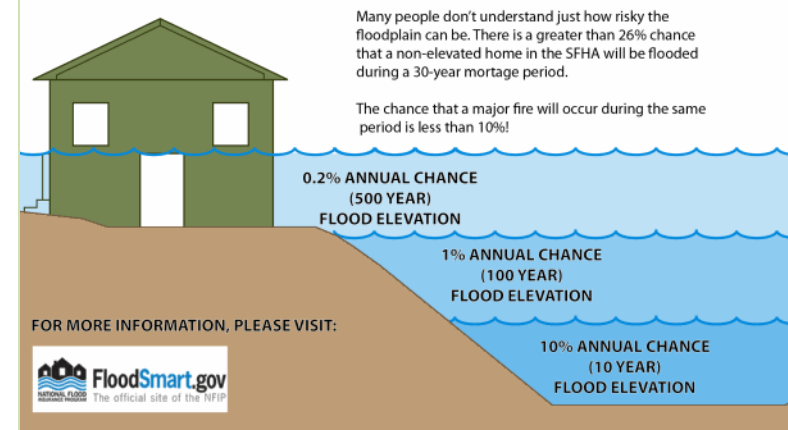 Many people don't understand just how risky the
floodplain can be. There is a greater than 26% chance
that a non-elevated home in the SFHA will be flooded
during a 30-year mortage period.
The chance that a major fire will occur during the same
period is less than 10%!
0.2% ANNUAL CHANCE
(500 YEAR)
FLOOD ELEVATION
1% ANNUAL CHANCE
(100 YEAR)
FLOOD ELEVATION
10% ANNUAL CHANCE
(10 YEAR)
FLOOD ELEVATION
FOR MORE INFORMATION, PLEASE VISIT:
FloodSmart.gov
NATIONAL FLOOD
INSURANCE PROGRAM
The official site of the NFIP